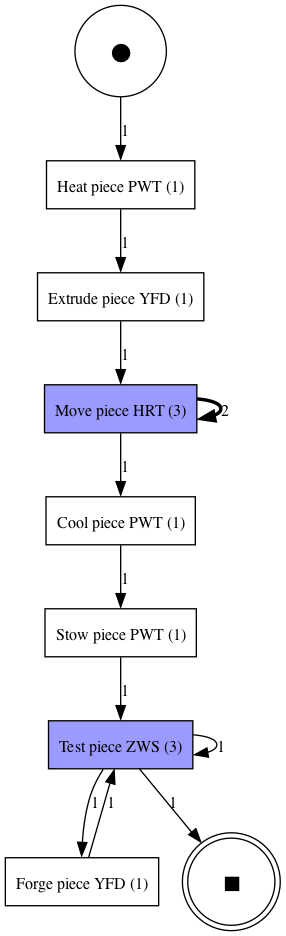 1
Heat piece PWT (1)
1
Extrude piece YFD (1)
1
Move piece HRT (3)
2
1
Cool piece PWT (1)
1
Stow piece PWT (1)
1
Test piece ZWS (3)
1
1
1
1
Forge piece YFD (1)